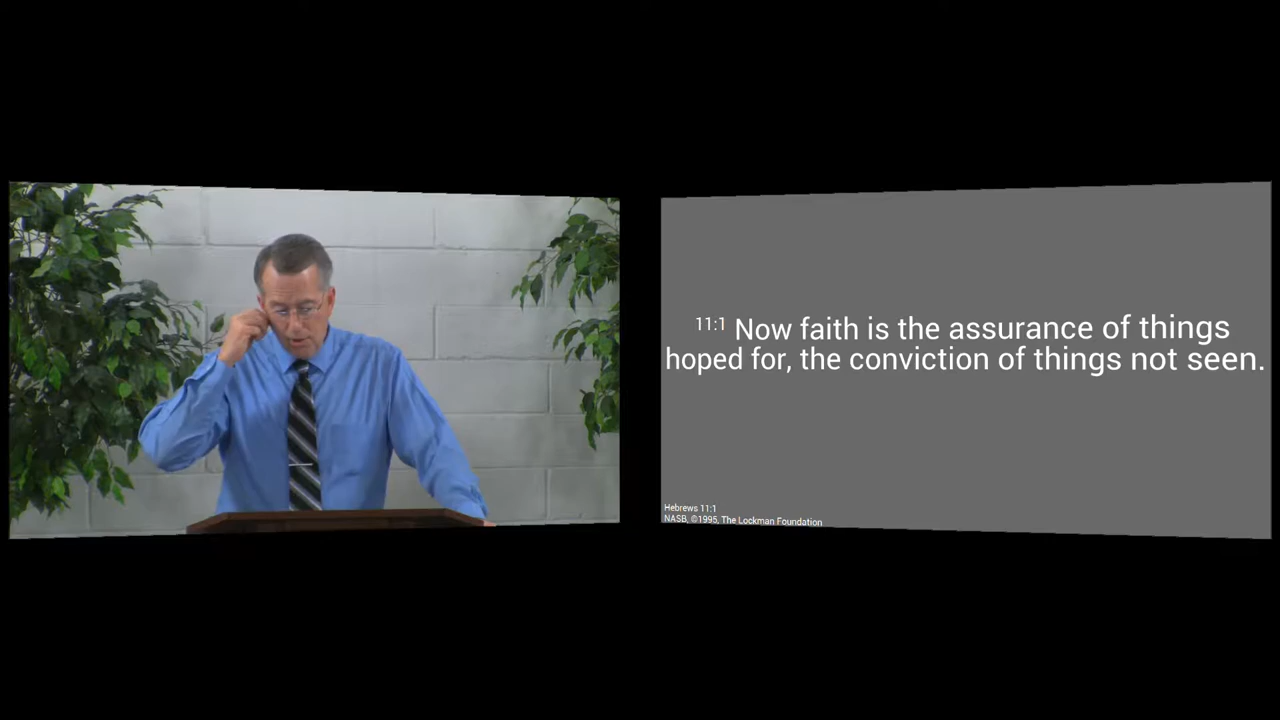 11:1 Now faith is the assurance of things
hoped for, the conviction of things not seen.
Hebrews 11:1
NASB, ©1995, The Lockman Foundation